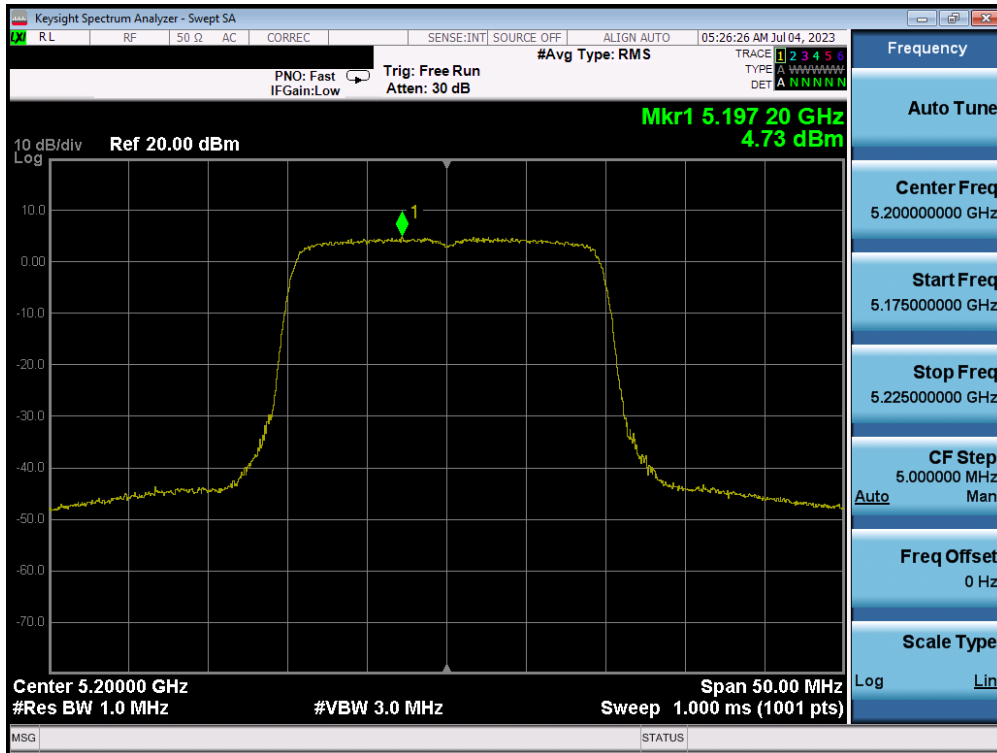 Keysight Spectrum Analyzer - Swept SA
LXI RL RF 50 Ω AC CORREC SENSE:INT SOURCE OFF ALIGN AUTO 05:26:26 AM Jul 04, 2023
#Avg Type: RMS
TRACE 1 2 3 4 5 6
TYPE A WWWWW
DET A N N N N N
PNO: Fast
IFGain:Low
Trig: Free Run
Atten: 30 dB
Mkr1 5.197 20 GHz
4.73 dBm
10 dB/div
Log
Ref 20.00 dBm
1
10.0
0.00
-10.0
-20.0
-30.0
-40.0
-50.0
-60.0
-70.0
Center 5.20000 GHz
Span 50.00 MHz
#Res BW 1.0 MHz
#VBW 3.0 MHz
Sweep 1.000 ms (1001 pts)
MSG
STATUS
Frequency
Auto Tune
Center Freq
5.200000000 GHz
Start Freq
5.175000000 GHz
Stop Freq
5.225000000 GHz
CF Step
5.000000 MHz
Auto Man
Freq Offset
0 Hz
Scale Type
Log Lin